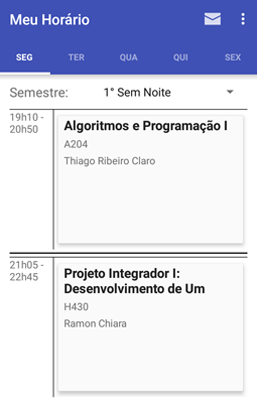 Meu Horário
SEG TER QUA QUI SEX
Semestre: 1° Sem Noite
19h10 -
20h50
Algoritmos e Programação I
A204
Thiago Ribeiro Claro
21h05 -
22h45
Projeto Integrador I:
Desenvolvimento de Um
H430
Ramon Chiara